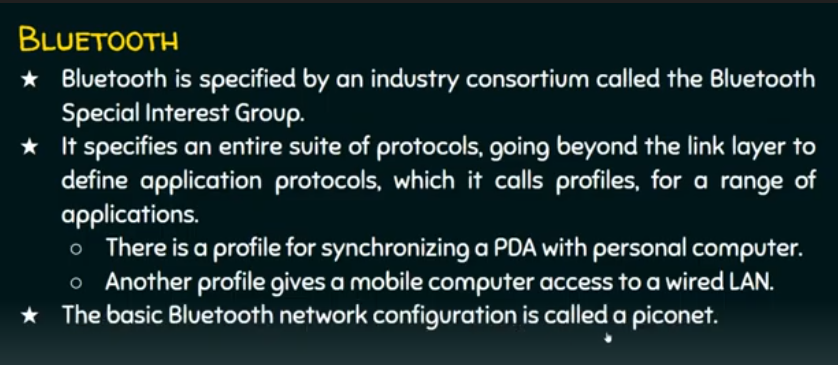 BLUETOOTH
★ Bluetooth is specified by an industry consortium called the Bluetooth
Special Interest Group.
★ It specifies an entire suite of protocols, going beyond the link layer to
define application protocols, which it calls profiles, for a range of
applications.
○ There is a profile for synchronizing a PDA with personal computer.
○ Another profile gives a mobile computer access to a wired LAN.
★ The basic Bluetooth network configuration is called a piconet.